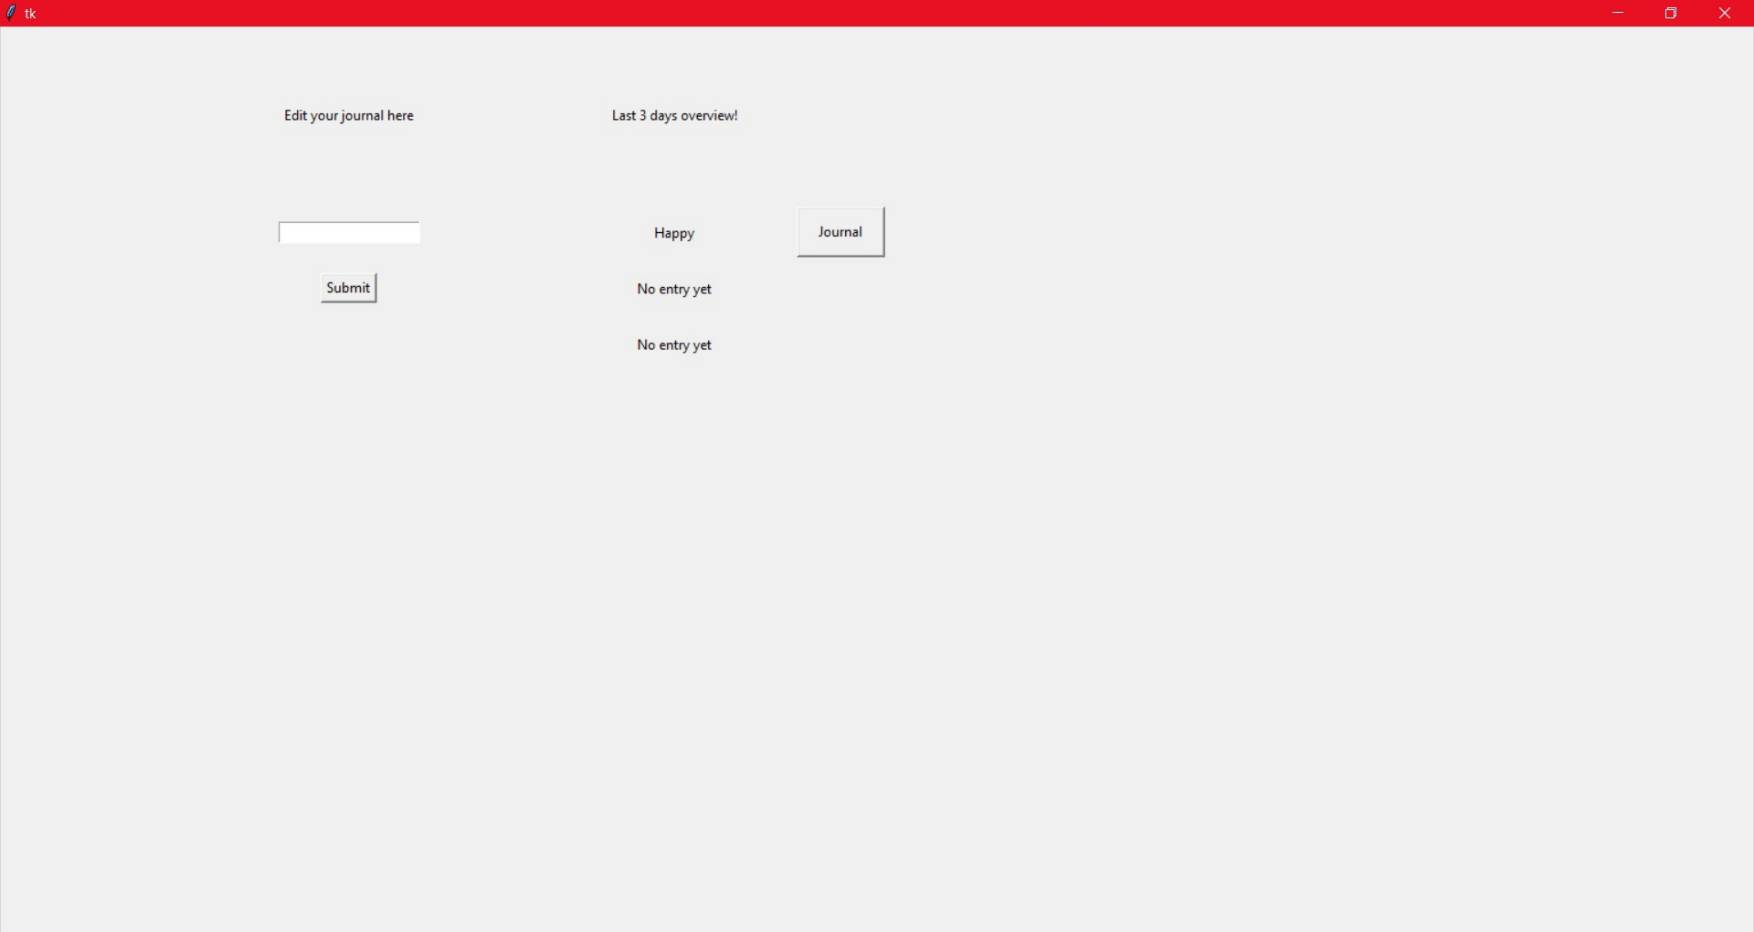 tk
Edit your journal here
Last 3 days overview!
Happy
Journal
Submit
No entry yet
No entry yet